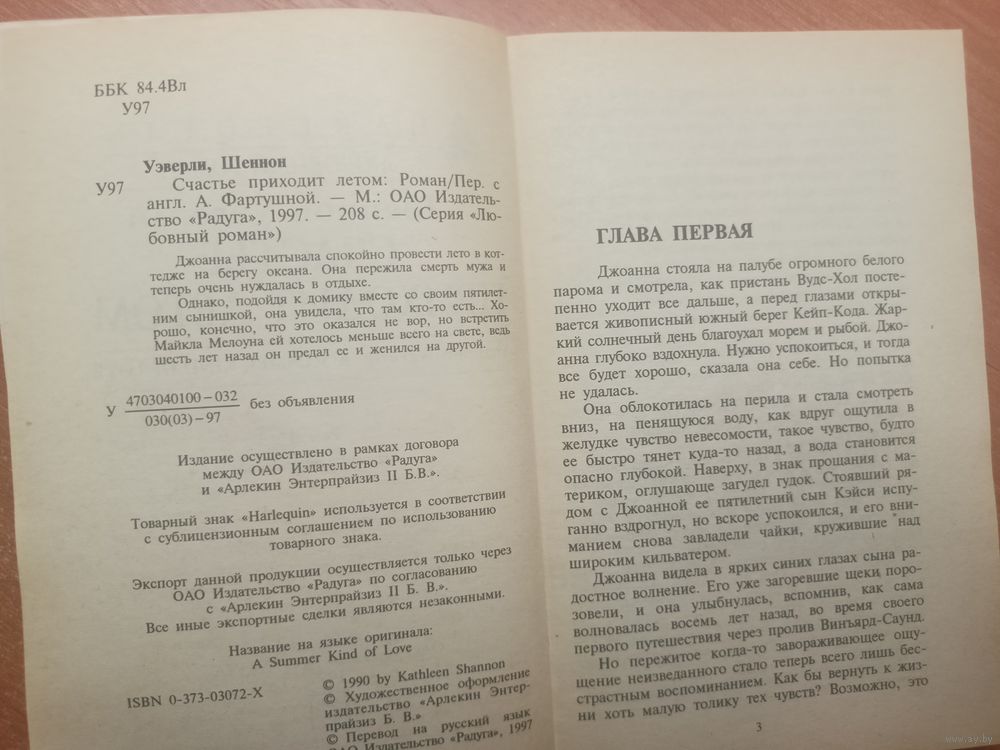 ББК 84.4Вл
У97
Уэверли, Шеннон
У97 Счастье приходит летом: Роман/Пер. с
англ. А. Фартушной. — М.: ОАО Издатель-
ство «Радуга», 1997. — 208 с. — (Серия «Лю-
бовный роман»)
Джоанна рассчитывала спокойно провести лето в кот-
тедже на берегу океана. Она пережила смерть мужа и
теперь очень нуждалась в отдыхе.
Однако, подойдя к домику вместе со своим пятилет-
ним сынишкой, она увидела, что там кто-то есть... Хо-
рошо, конечно, что это оказался не вор, но встретить
Майкла Мелоуна ей хотелось меньше всего на свете, ведь
шесть лет назад он предал ее и женился на другой.
У 4703040100-032
030(03)-97 без объявления
Издание осуществлено в рамках договора
между ОАО Издательство «Радуга»
и «Арлекин Энтерпрайзиз II Б.В.».
Товарный знак «Harlequin» используется в соответствии
с сублицензионным соглашением по использованию
товарного знака.
Экспорт данной продукции осуществляется только через
ОАО Издательство «Радуга» по согласованию
с «Арлекин Энтерпрайзиз II Б. В.».
Все иные экспортные сделки являются незаконными.
Название на языке оригинала:
A Summer Kind of Love
ISBN 0-373-03072-X
© 1990 by Kathleen Shannon
© Художественное оформление
издательство «Арлекин Энтер-
прайзиз Б. В.»
© Перевод на русский язык
ОАО Издательство «Радуга», 1997
ГЛАВА ПЕРВАЯ
Джоанна стояла на палубе огромного белого
парома и смотрела, как пристань Вудс-Хол посте-
пенно уходит все дальше, а перед глазами откры-
вается живописный южный берег Кейп-Кода. Жар-
кий солнечный день благоухал морем и рыбой. Джо-
анна глубоко вздохнула. Нужно успокоиться, и тогда
все будет хорошо, сказала она себе. Но попытка
не удалась.
Она облокотилась на перила и стала смотреть
вниз, на пенящуюся воду, как вдруг ощутила в
желудке чувство невесомости, такое чувство, будто
ее быстро тянет куда-то назад, а вода становится
опасно глубокой. Наверху, в знак прощания с ма-
териком, оглушающе загудел гудок. Стоявший ря-
дом с Джоанной ее пятилетний сын Кэйси испу-
ганно вздрогнул, но вскоре успокоился, и его вни-
манием снова завладели чайки, кружившие над
широким кильватером.
Джоанна видела в ярких синих глазах сына ра-
достное волнение. Его уже загоревшие щеки поро-
зовели, и она улыбнулась, вспомнив, как сама
волновалась восемь лет назад, во время своего
первого путешествия через пролив Винъярд-Саунд.
Но пережитое когда-то завораживающее ощу-
щение неизведанного стало теперь всего лишь бес-
страстным воспоминанием. Как бы вернуть к жиз-
ни хоть малую толику тех чувств? Возможно, это
3
www.ay.by